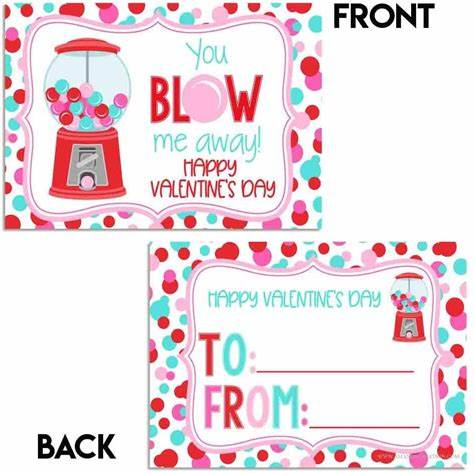 FRONT
You
BLOW
me away!
HAPPY
VALENTINE'S DAY
HAPPY VALENTINE'S DAY
TO:
FROM:
BACK